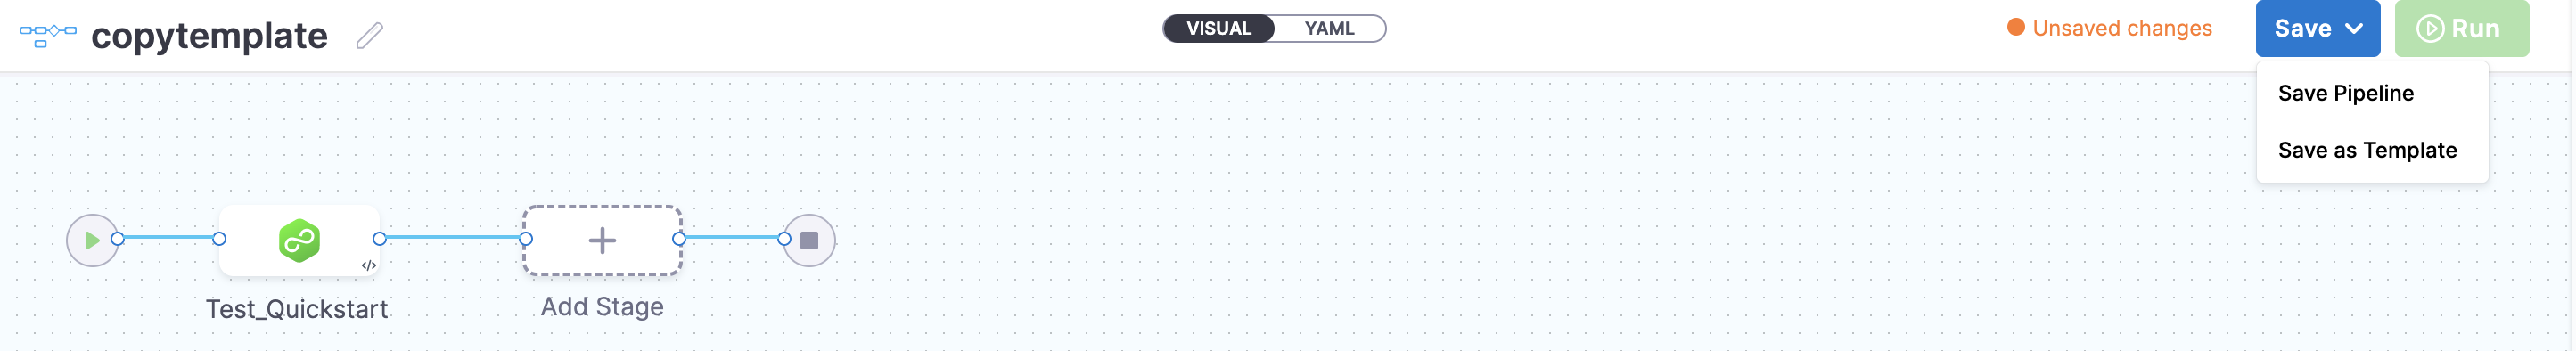 copytemplate
VISUAL
YAML
Unsaved changes
Save
Run
Save Pipeline
Save as Template
</>
Test_Quickstart
Add Stage